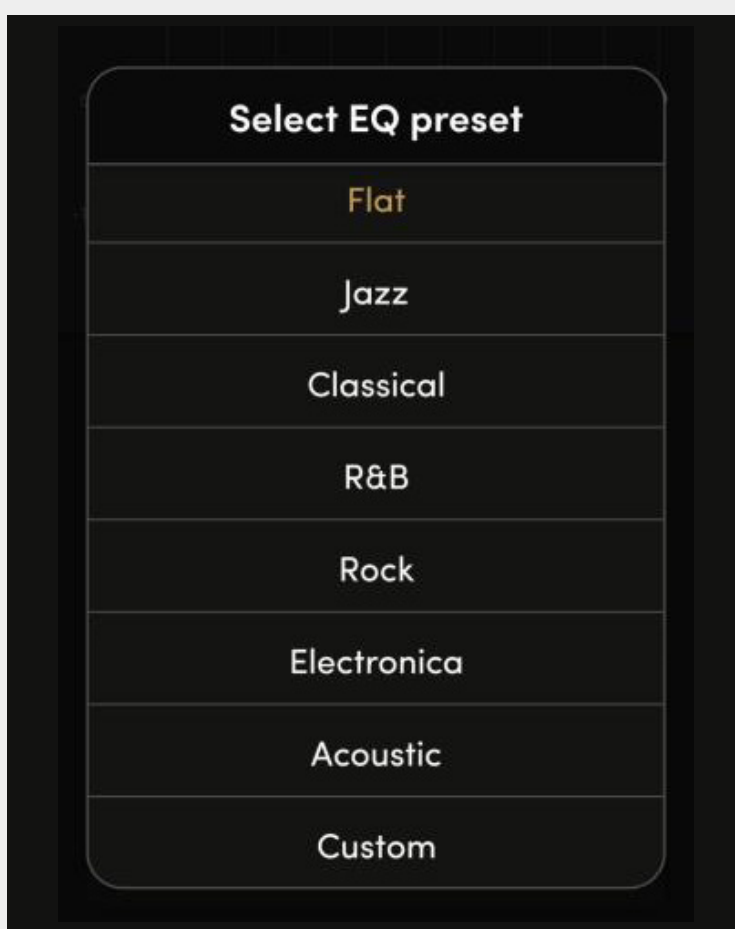 Select EQ preset
Flat
Jazz
Classical
R&B
Rock
Electronica
Acoustic
Custom